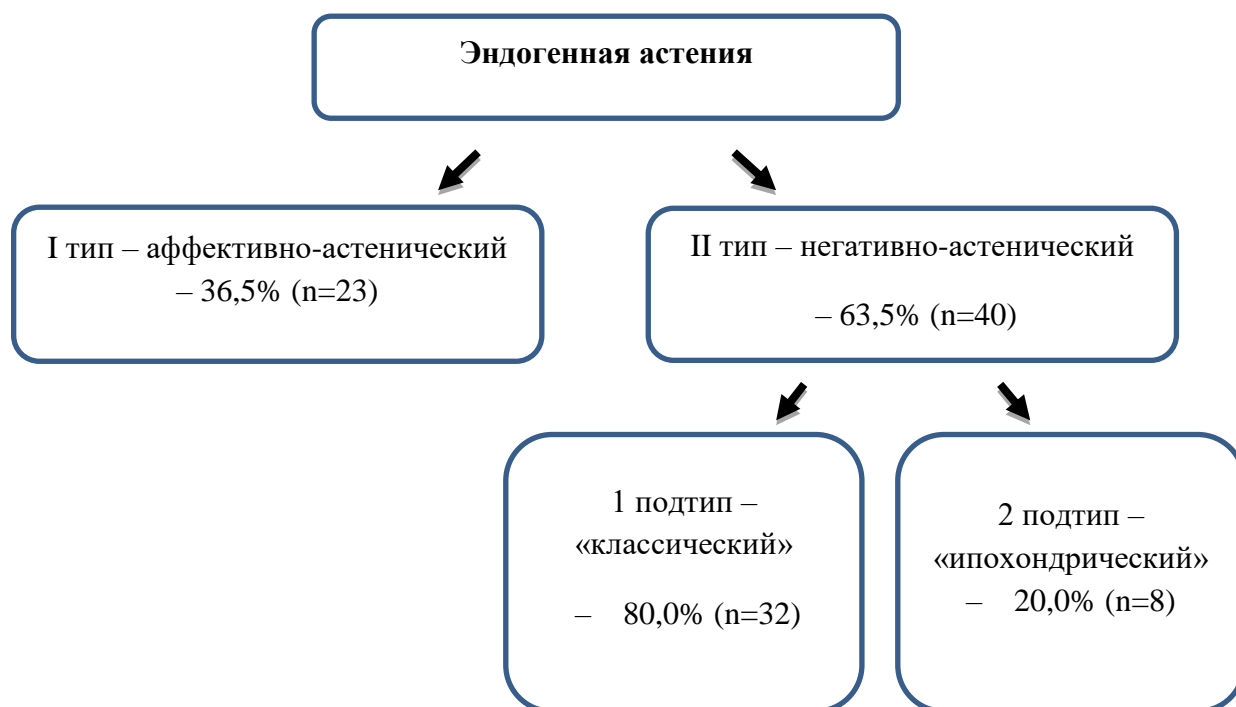 Эндогенная астения
I тип – аффективно-астенический
– 36,5% (n=23)
II тип – негативно-астенический
– 63,5% (n=40)
1 подтип –
«классический»
– 80,0% (n=32)
2 подтип –
«ипохондрический»
– 20,0% (n=8)